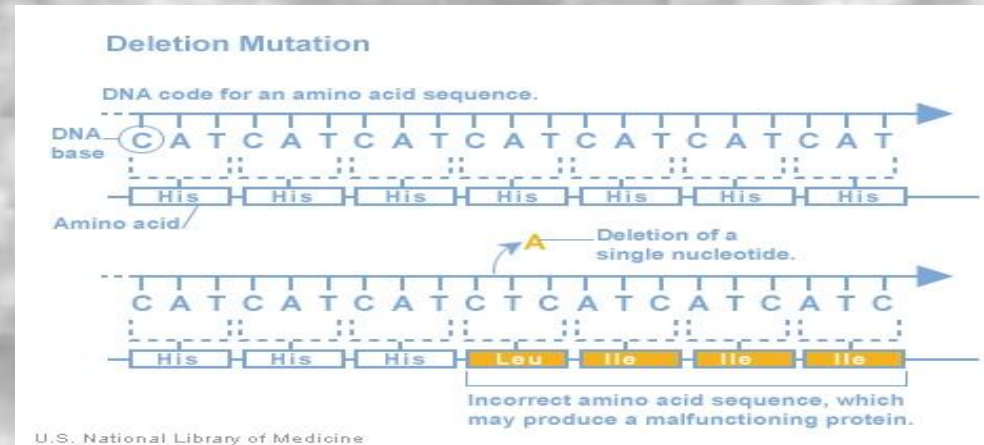 Deletion Mutation
DNA code for an amino acid sequence.
DNA base
C A T C A T C A T C A T C A T C A T C A T
His His His His His His His
Amino acid
A
Deletion of a
single nucleotide.
C A T C A T C A T C T C A T C A T C A T C
His His His Leu Ile Ile Ile
Incorrect amino acid sequence, which
may produce a malfunctioning protein.
U.S. National Library of Medicine